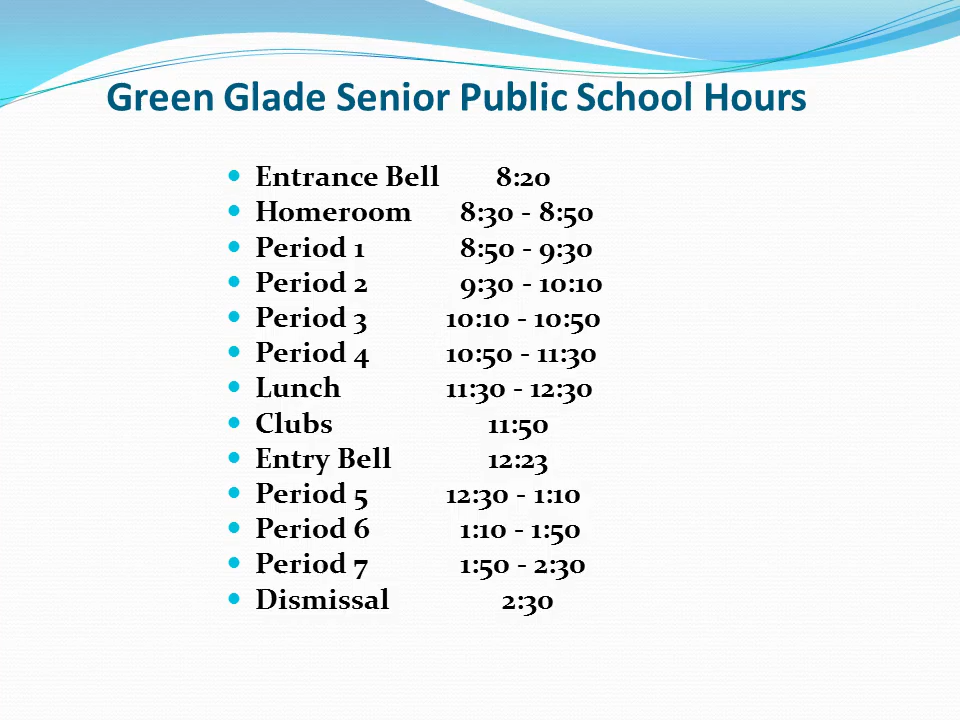 Green Glade Senior Public School Hours
Entrance Bell 8:20
Homeroom 8:30 - 8:50
Period 1 8:50 - 9:30
Period 2 9:30 - 10:10
Period 3 10:10 - 10:50
Period 4 10:50 - 11:30
Lunch 11:30 - 12:30
Clubs 11:50
Entry Bell 12:23
Period 5 12:30 - 1:10
Period 6 1:10 - 1:50
Period 7 1:50 - 2:30
Dismissal 2:30